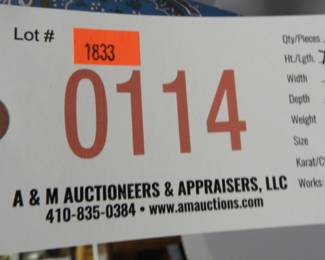 Lot #
1833
0114
A & M AUCTIONEERS & APPRAISERS, LLC
410-835-0384 • www.amauctions.com
Qty/Pieces
Ht./Lgth.
Width
Depth
Weight
Size
Karat/C
Works: